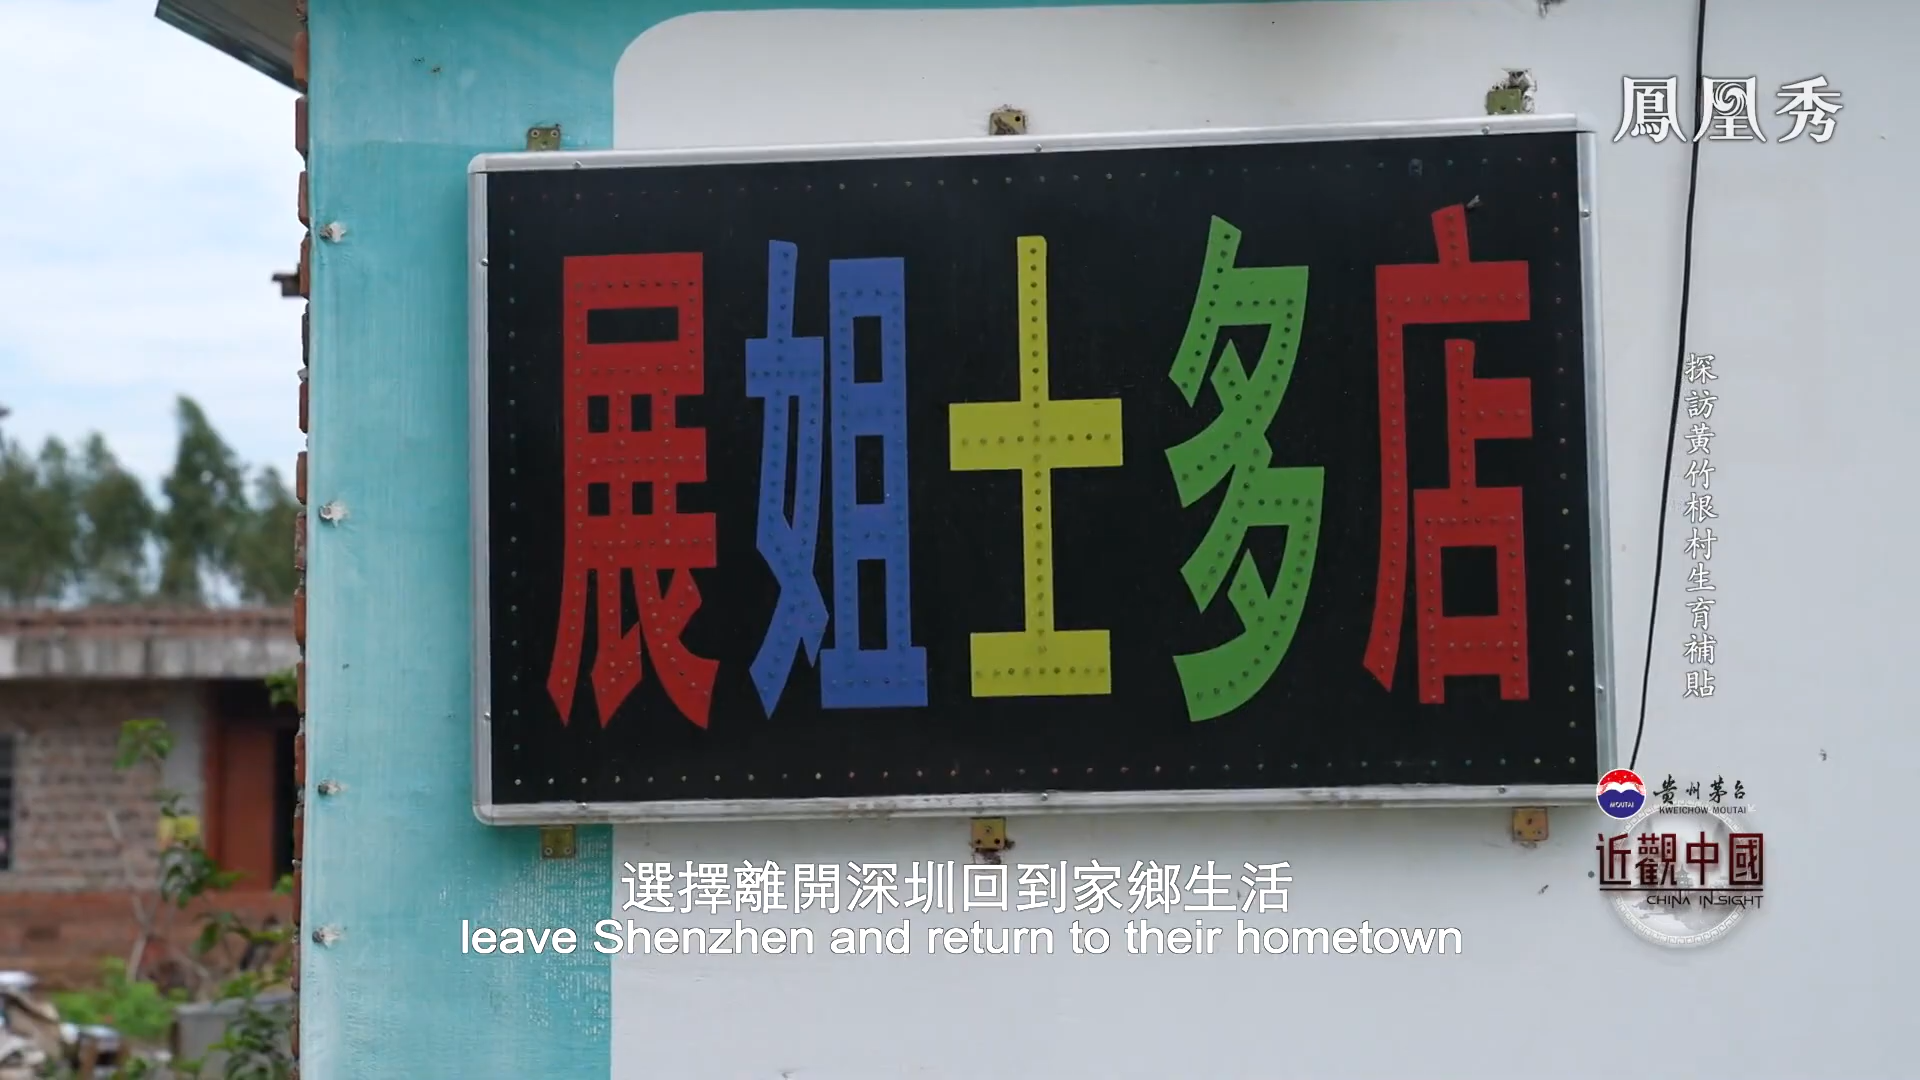 鳳凰秀
展姐士多店
探訪黃竹根村生育補貼
MOUTAI
贵州茅台
KWEICHOW MOUTAI
近觀中國
CHINA IN SIGHT
選擇離開深圳回到家鄉生活
leave Shenzhen and return to their hometown